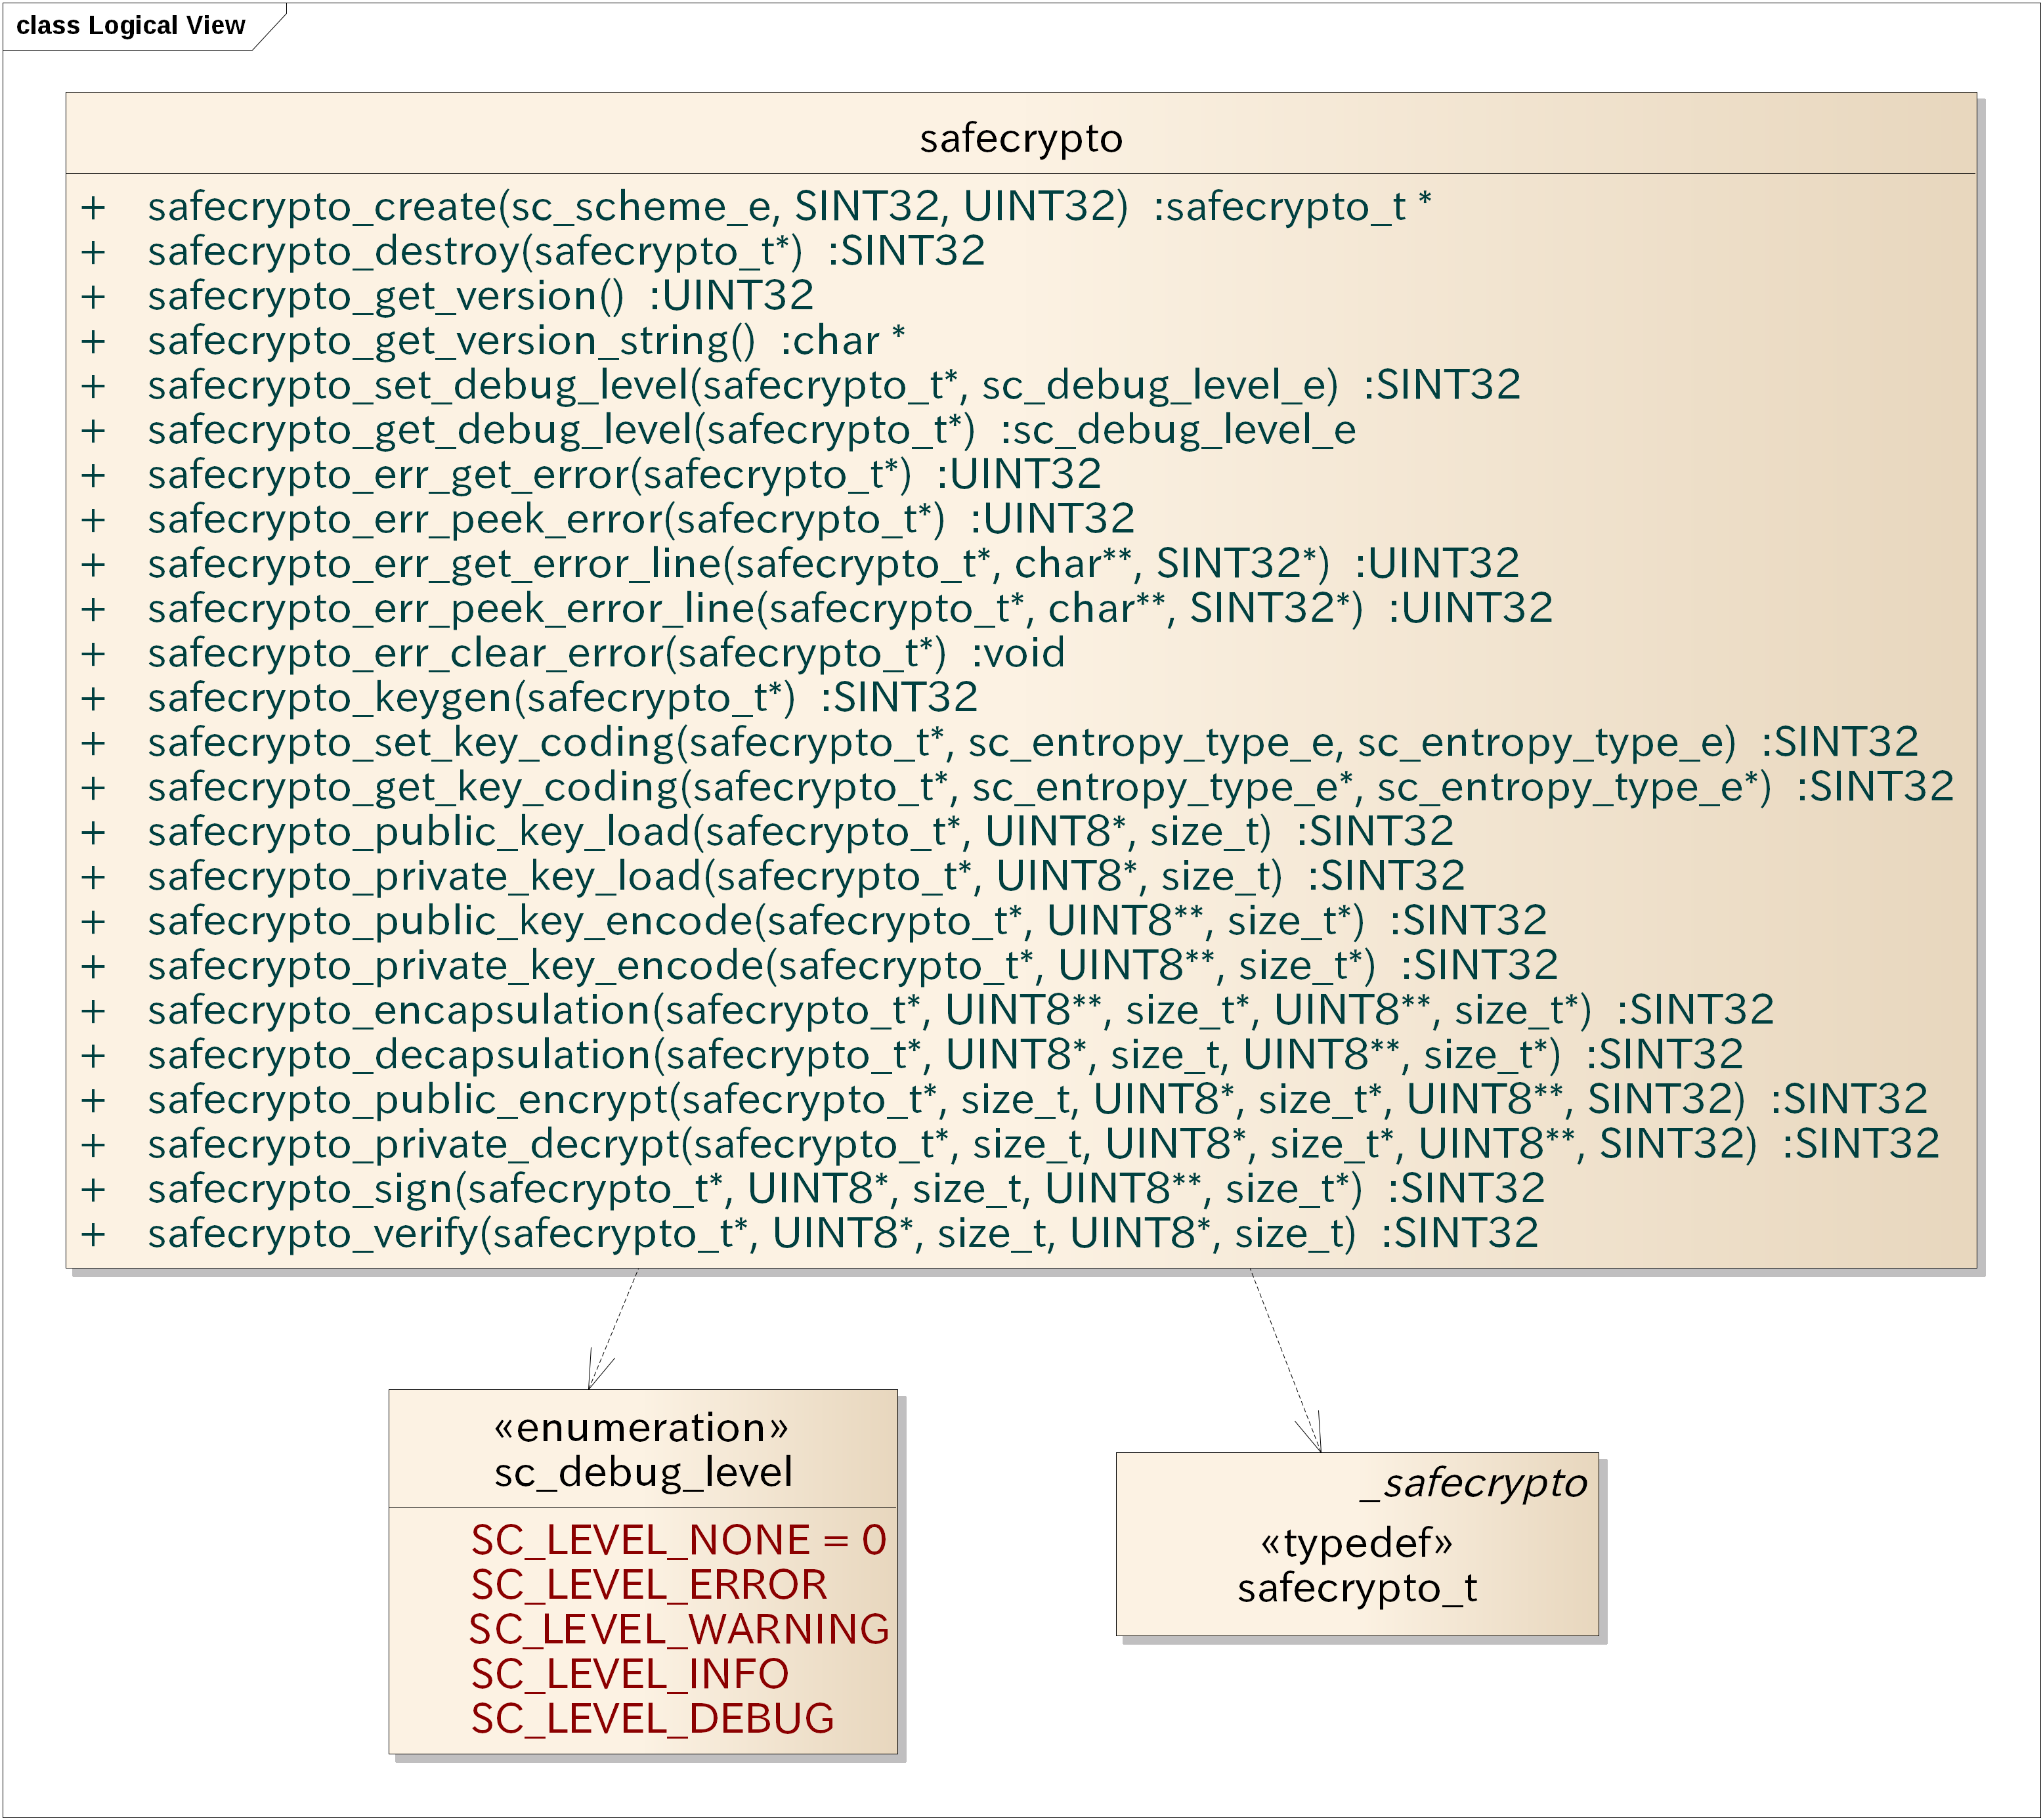 class Logical View
safecrypto
+ safecrypto_create(sc_scheme_e, SINT32, UINT32) :safecrypto_t *
+ safecrypto_destroy(safecrypto_t*) :SINT32
+ safecrypto_get_version() :UINT32
+ safecrypto_get_version_string() :char *
+ safecrypto_set_debug_level(safecrypto_t*, sc_debug_level_e) :SINT32
+ safecrypto_get_debug_level(safecrypto_t*) :sc_debug_level_e
+ safecrypto_err_get_error(safecrypto_t*) :UINT32
+ safecrypto_err_peek_error(safecrypto_t*) :UINT32
+ safecrypto_err_get_error_line(safecrypto_t*, char**, SINT32*) :UINT32
+ safecrypto_err_peek_error_line(safecrypto_t*, char**, SINT32*) :UINT32
+ safecrypto_err_clear_error(safecrypto_t*) :void
+ safecrypto_keygen(safecrypto_t*) :SINT32
+ safecrypto_set_key_coding(safecrypto_t*, sc_entropy_type_e, sc_entropy_type_e) :SINT32
+ safecrypto_get_key_coding(safecrypto_t*, sc_entropy_type_e*, sc_entropy_type_e*) :SINT32
+ safecrypto_public_key_load(safecrypto_t*, UINT8*, size_t) :SINT32
+ safecrypto_private_key_load(safecrypto_t*, UINT8*, size_t) :SINT32
+ safecrypto_public_key_encode(safecrypto_t*, UINT8**, size_t*) :SINT32
+ safecrypto_private_key_encode(safecrypto_t*, UINT8**, size_t*) :SINT32
+ safecrypto_encapsulation(safecrypto_t*, UINT8**, size_t*, UINT8**, size_t*) :SINT32
+ safecrypto_decapsulation(safecrypto_t*, UINT8*, size_t, UINT8**, size_t*) :SINT32
+ safecrypto_public_encrypt(safecrypto_t*, size_t, UINT8*, size_t*, UINT8**, SINT32) :SINT32
+ safecrypto_private_decrypt(safecrypto_t*, size_t, UINT8*, size_t*, UINT8**, SINT32) :SINT32
+ safecrypto_sign(safecrypto_t*, UINT8*, size_t, UINT8**, size_t*) :SINT32
+ safecrypto_verify(safecrypto_t*, UINT8*, size_t, UINT8*, size_t) :SINT32
«enumeration»
sc_debug_level
SC_LEVEL_NONE = 0
SC_LEVEL_ERROR
SC_LEVEL_WARNING
SC_LEVEL_INFO
SC_LEVEL_DEBUG
_safecrypto
«typedef»
safecrypto_t